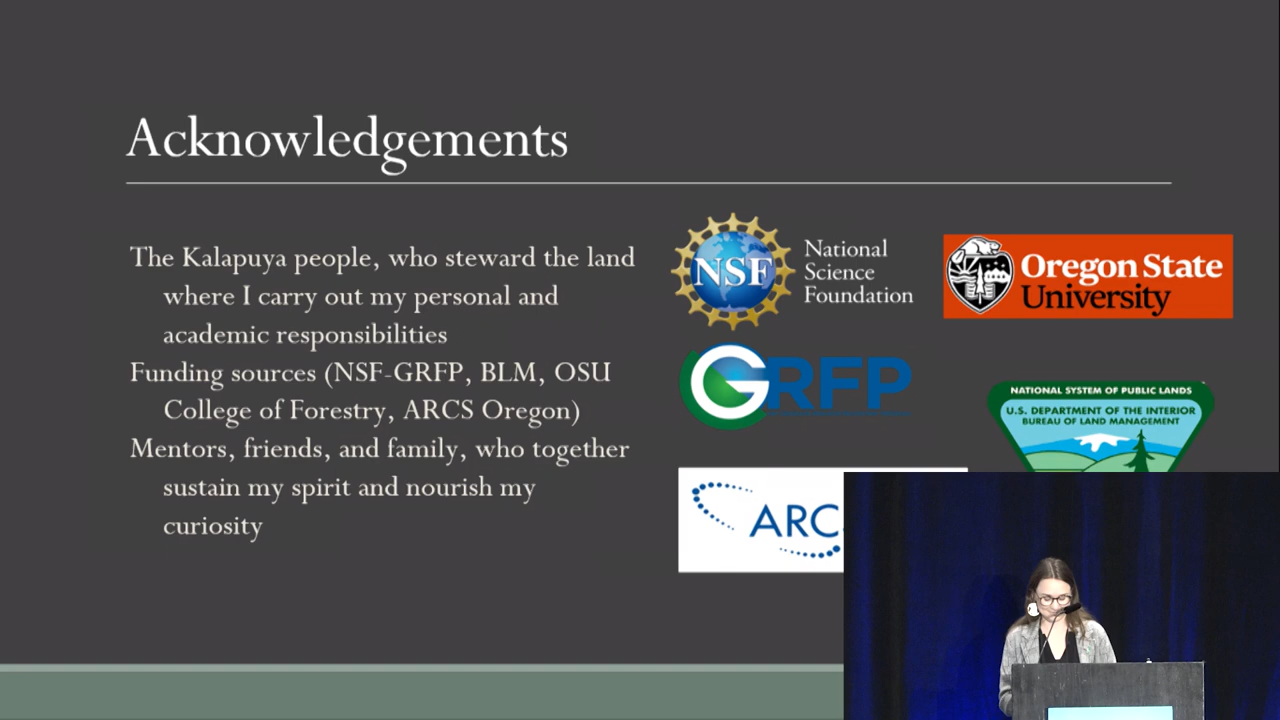 Acknowledgements
The Kalapuya people, who steward the land
where I carry out my personal and
academic responsibilities
Funding sources (NSF-GRFP, BLM, OSU
College of Forestry, ARCS Oregon)
Mentors, friends, and family, who together
sustain my spirit and nourish my
curiosity
NSF
National
Science
Foundation
Oregon State
University
GRFP
NATIONAL SYSTEM OF PUBLIC LANDS
U.S. DEPARTMENT OF THE INTERIOR
BUREAU OF LAND MANAGEMENT
ARC